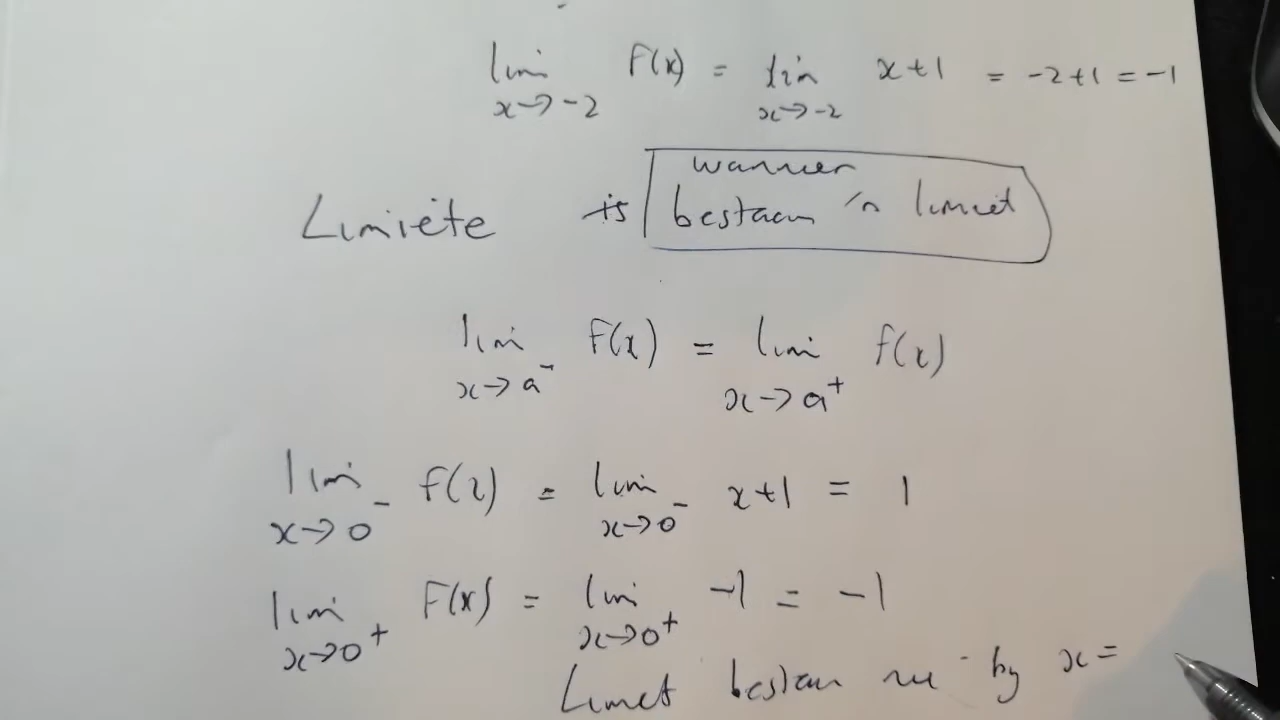 lim x→-2 F(x) = lim x→-2 x+1 = -2+1 = -1
wanneer
Limiete is bestaan 'n limiet
lim x→a⁻ F(x) = lim x→a⁺ f(x)
lim x→0⁻ f(x) = lim x→0⁻ x+1 = 1
lim x→0⁺ F(x) = lim x→0⁺ -1 = -1
Limiet bestaan nie by x =